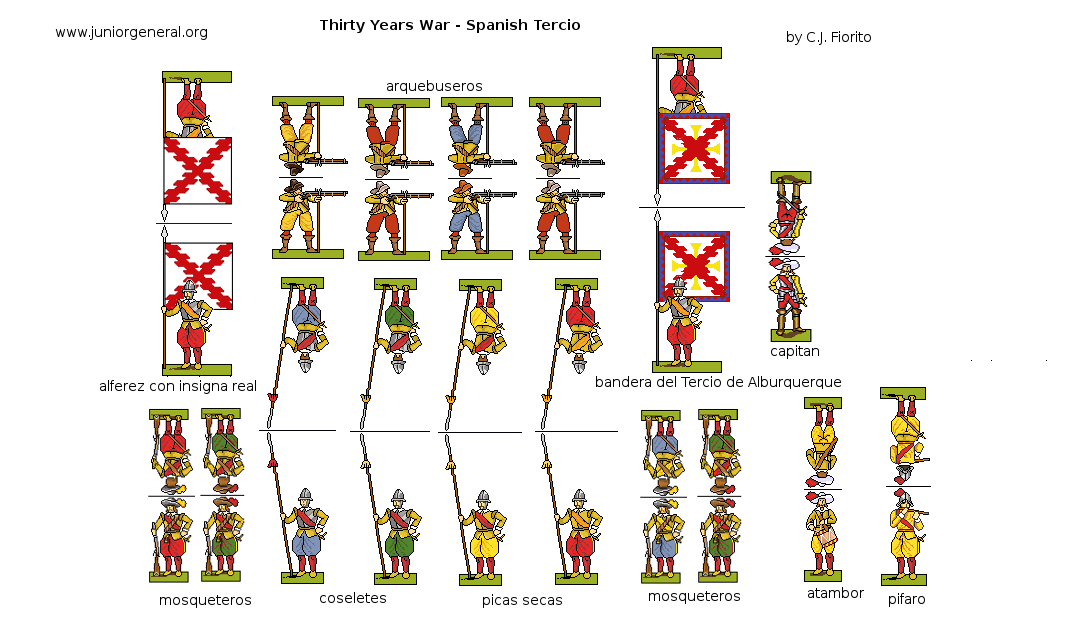 Thirty Years War - Spanish Tercio
www.juniorgeneral.org
by C.J. Fiorito
arquebuseros
capitan
alferez con insigna real
bandera del Tercio de Alburquerque
mosqueteros
coseletes
picas secas
mosqueteros
atambor
pifaro